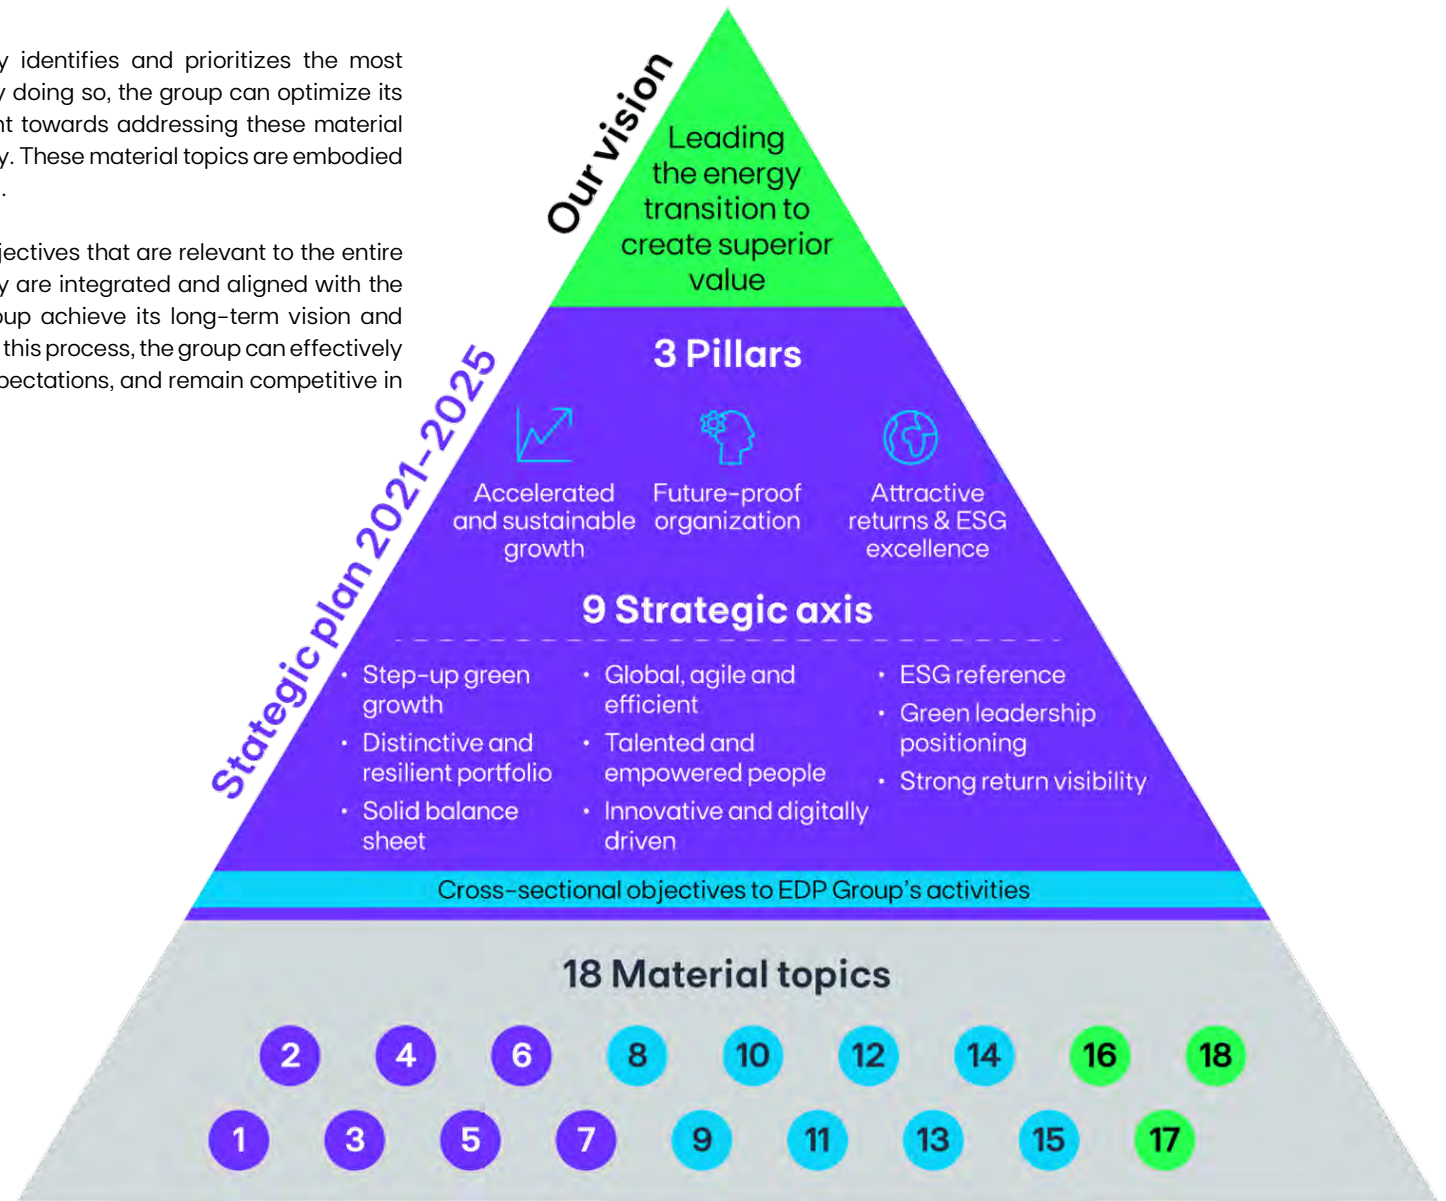 y identifies and prioritizes the most
y doing so, the group can optimize its
nt towards addressing these material
y. These material topics are embodied
.
jectives that are relevant to the entire
y are integrated and aligned with the
oup achieve its long-term vision and
this process, the group can effectively
pectations, and remain competitive in
Our vision
Leading
the energy
transition to
create superior
value
Stategic plan 2021-2025
3 Pillars
Accelerated
and sustainable
growth
Future-proof
organization
Attractive
returns & ESG
excellence
9 Strategic axis
• Step-up green
growth
• Distinctive and
resilient portfolio
• Solid balance
sheet
• Global, agile and
efficient
• Talented and
empowered people
• Innovative and digitally
driven
• ESG reference
• Green leadership
positioning
• Strong return visibility
Cross-sectional objectives to EDP Group's activities
18 Material topics
2 4 6 8 10 12 14 16 18
1 3 5 7 9 11 13 15 17